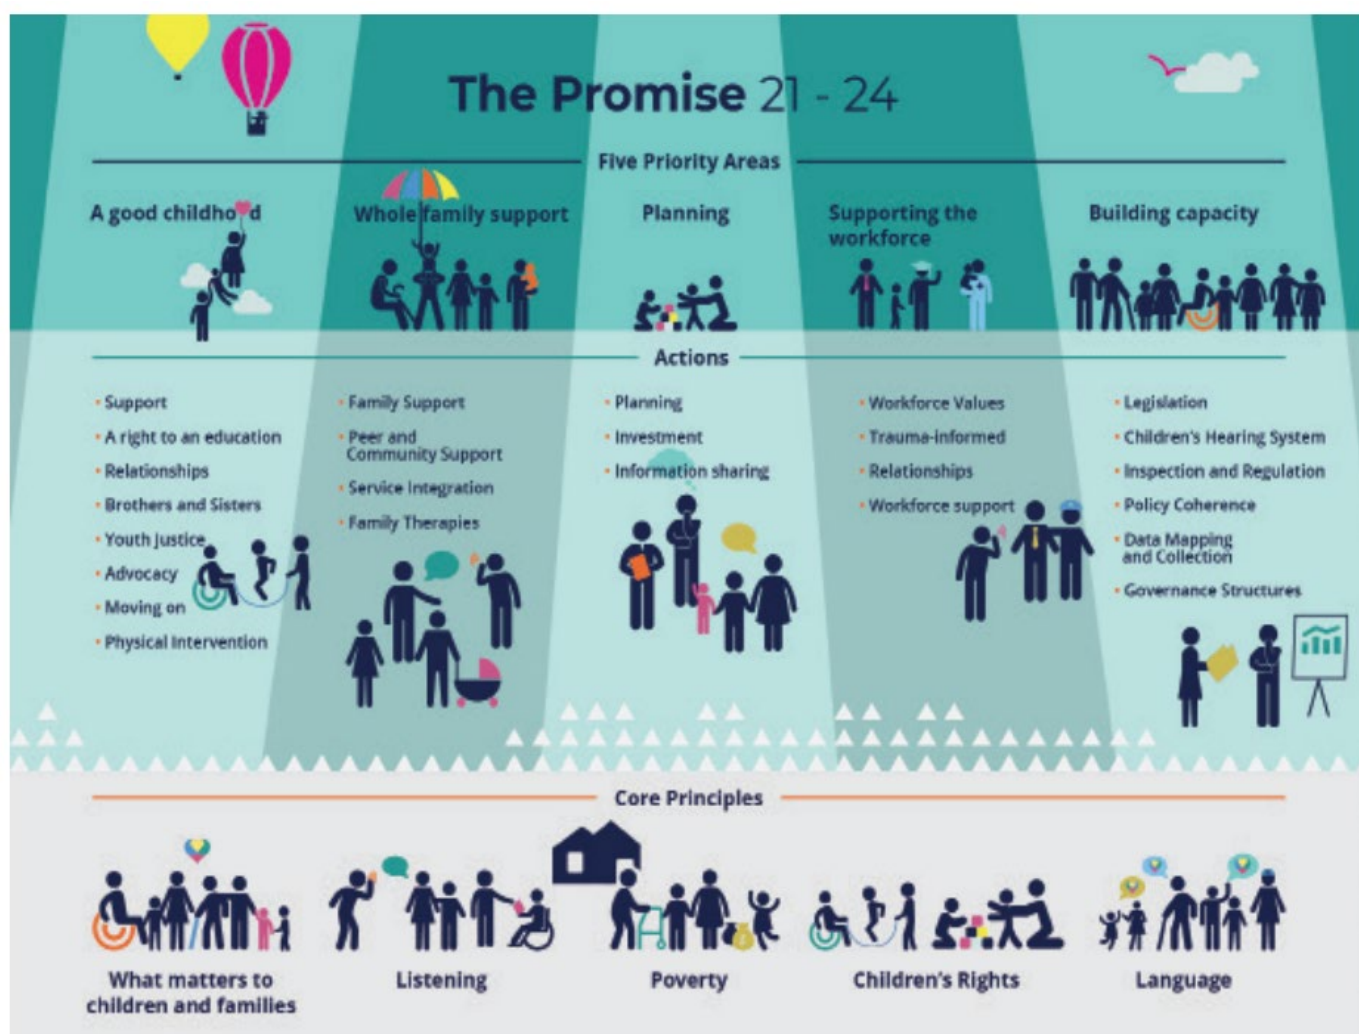 The Promise 21 - 24
Five Priority Areas
A good childhood
Whole family support
Planning
Supporting the
workforce
Building capacity
Actions
• Support
• A right to an education
• Relationships
• Brothers and Sisters
• Youth Justice
• Advocacy
• Moving on
• Physical Intervention
• Family Support
• Peer and
Community Support
• Service Integration
• Family Therapies
• Planning
• Investment
• Information sharing
• Workforce Values
• Trauma-informed
• Relationships
• Workforce support
• Legislation
• Children's Hearing System
• Inspection and Regulation
• Policy Coherence
• Data Mapping
and Collection
• Governance Structures
Core Principles
What matters to
children and families
Listening
Poverty
Children's Rights
Language